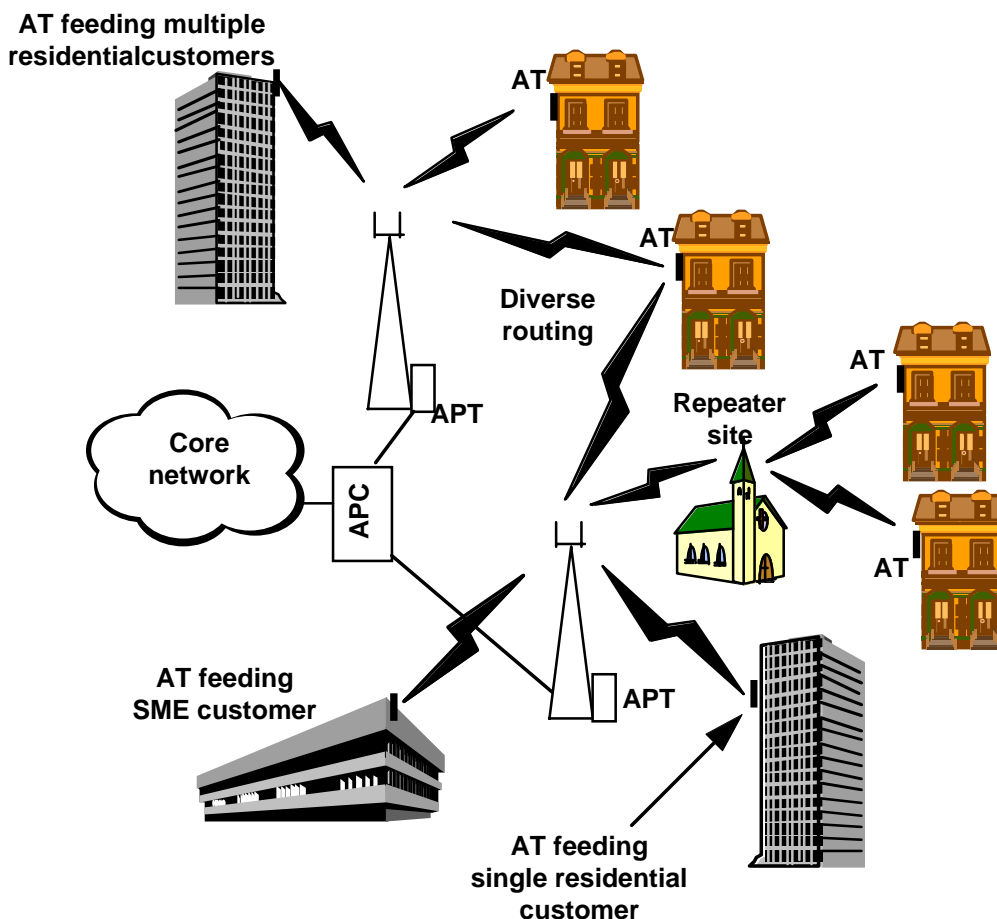 AT feeding multiple
residentialcustomers
AT
AT
Diverse
routing
AT
Repeater
site
APT
Core
network
APC
AT
AT feeding
SME customer
APT
AT feeding
single residential
customer